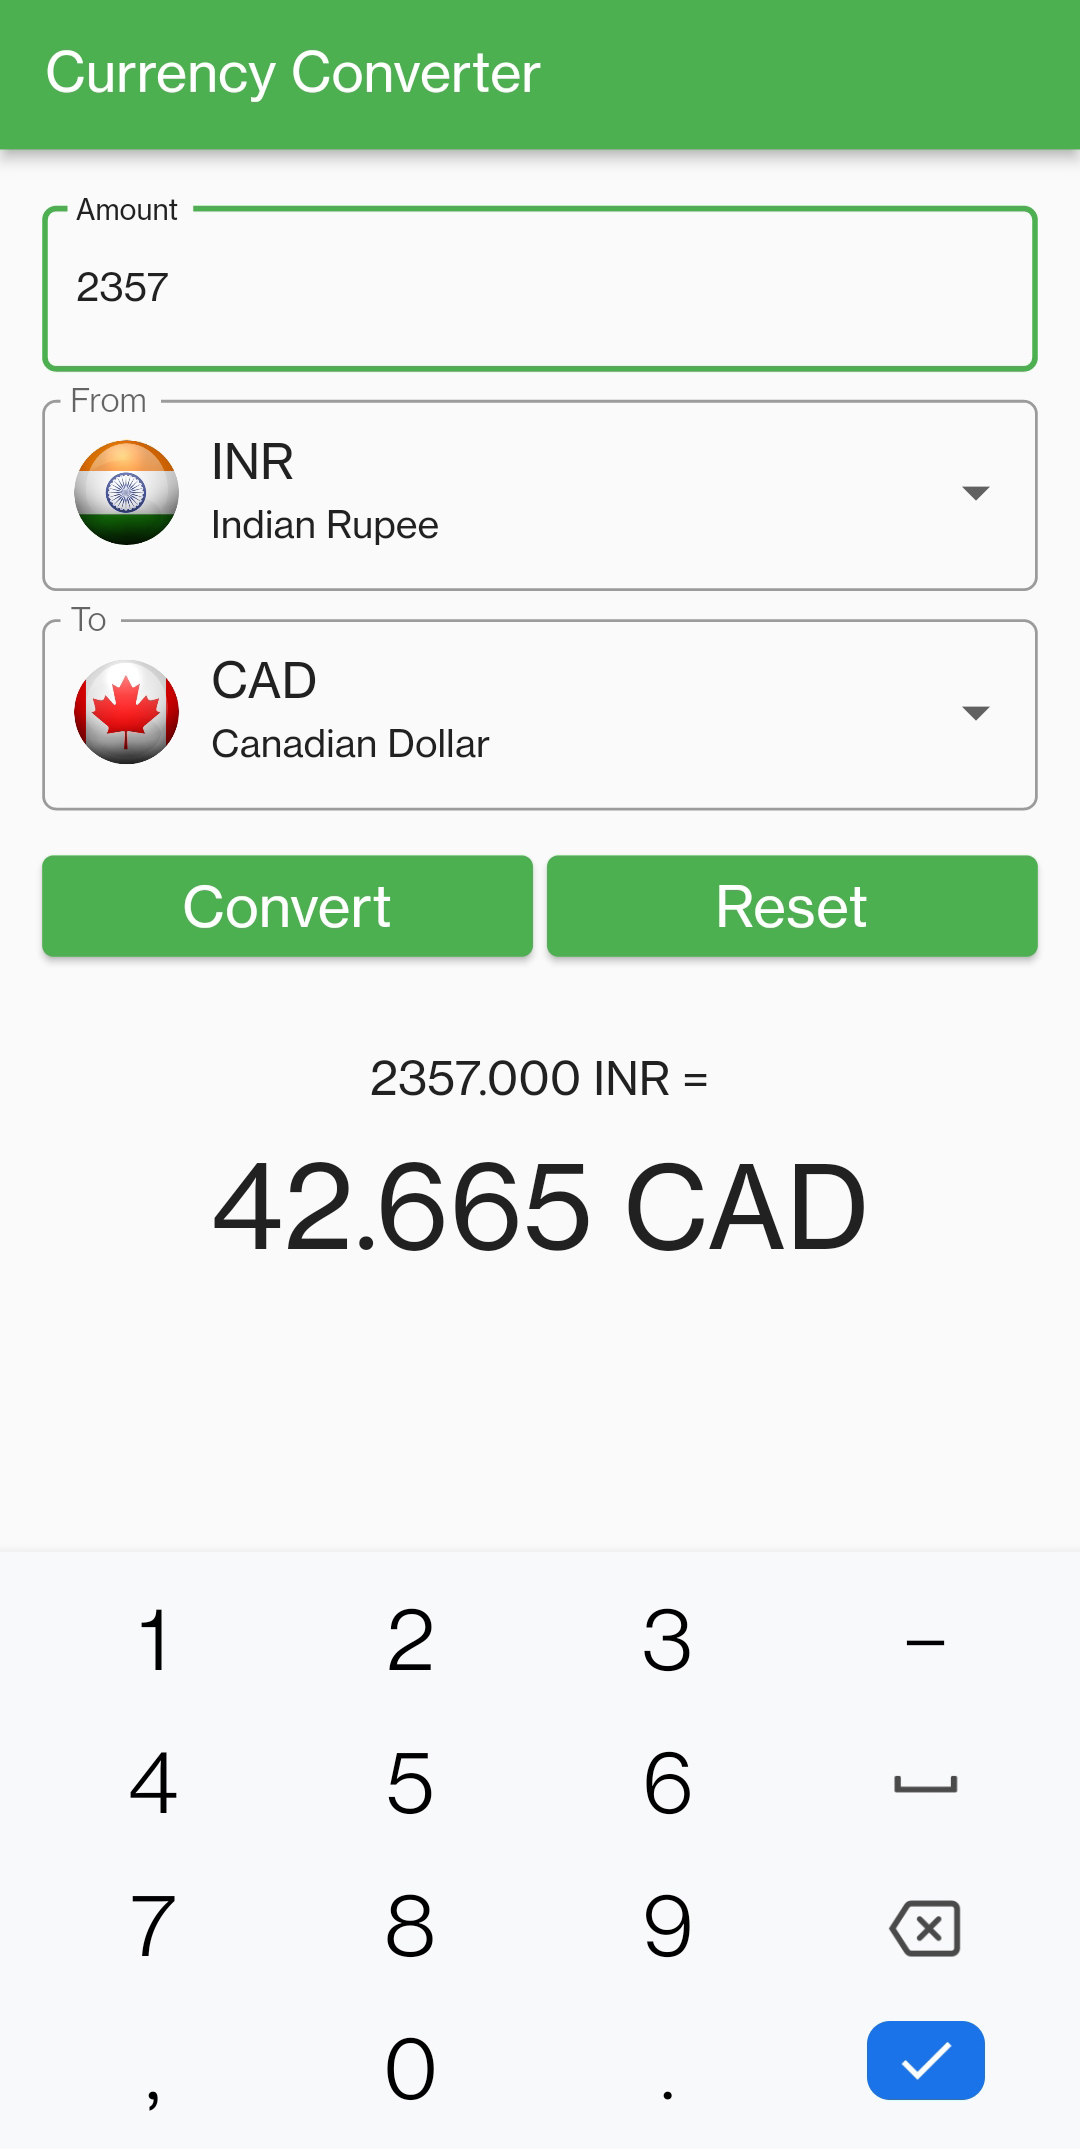 Currency Converter
Amount
2357
From
INR
Indian Rupee
To
CAD
Canadian Dollar
Convert Reset
2357.000 INR =
42.665 CAD
1 2 3 –
4 5 6
7 8 9
, 0 .